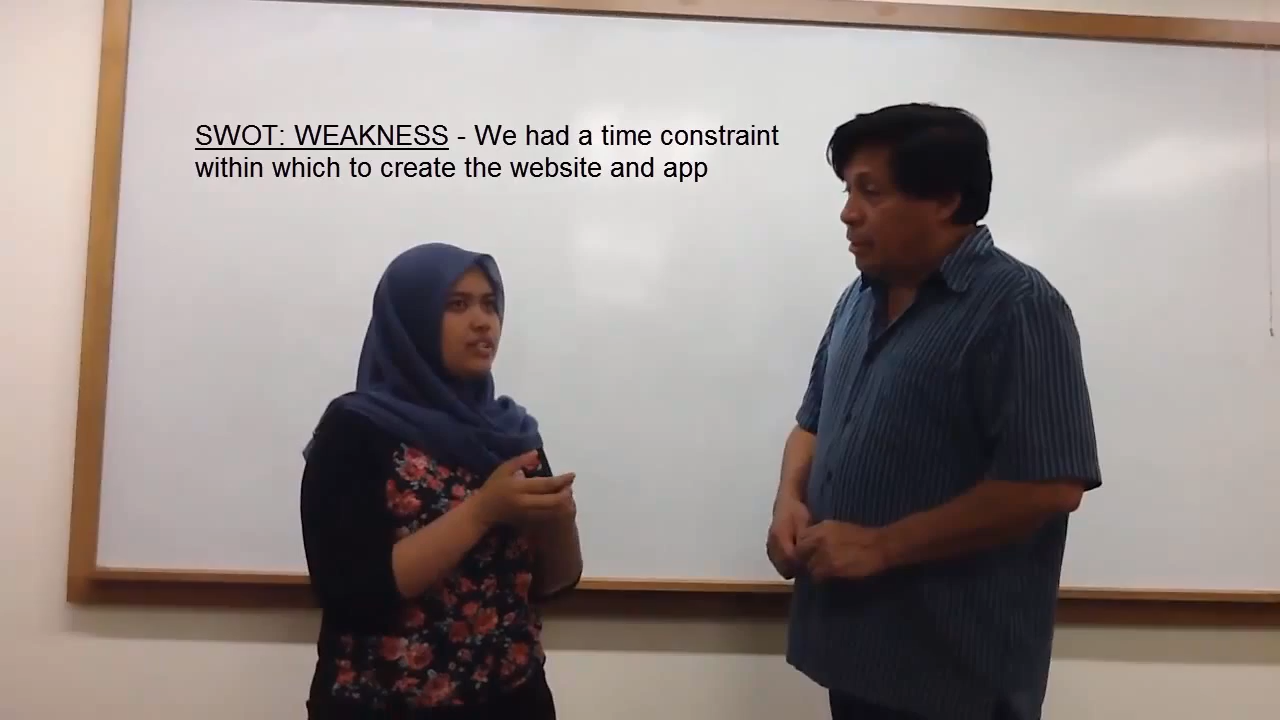 SWOT: WEAKNESS - We had a time constraint
within which to create the website and app